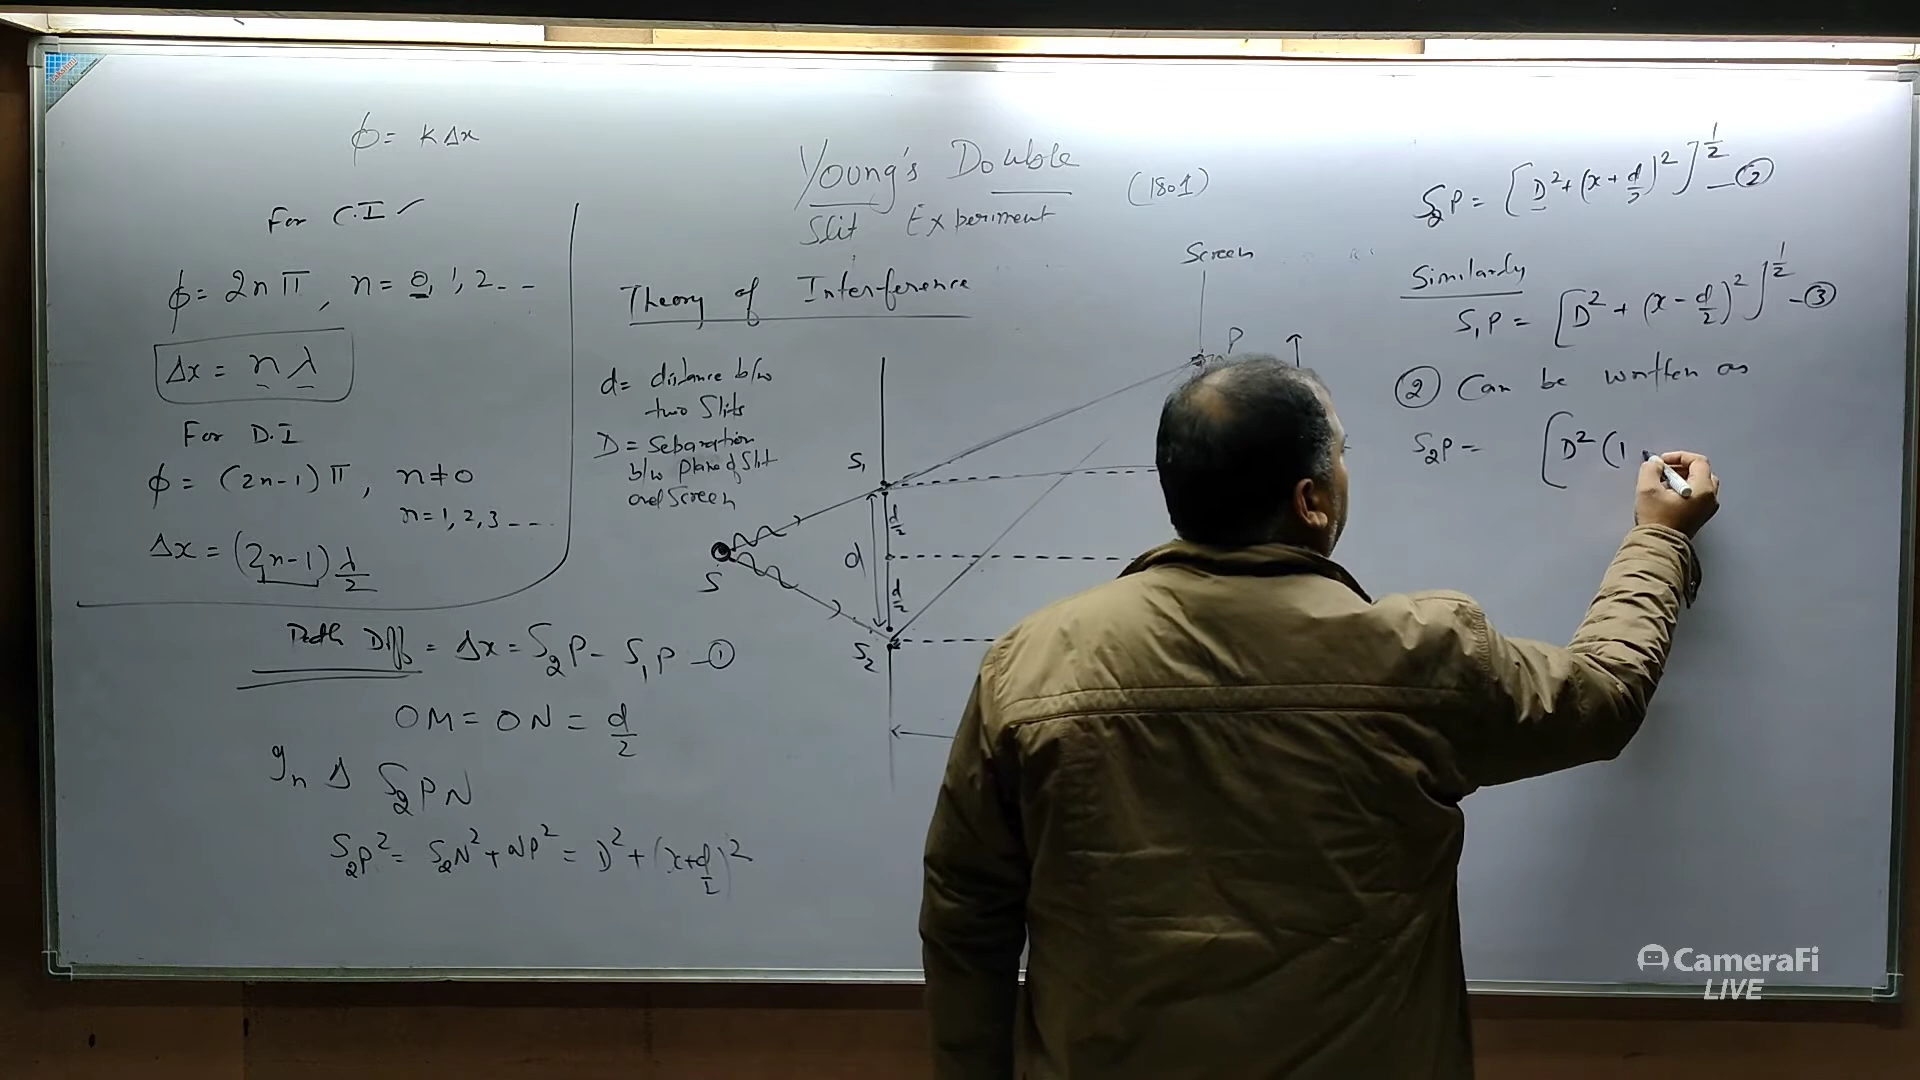 ϕ = KΔx
For C.I ✓
ϕ = 2nπ, n = 0, 1, 2 - - -
Δx = nλ
For D.I
ϕ = (2n-1)π, n ≠ 0
n = 1, 2, 3 - - - -
Δx = (2n-1) λ/2
Path Diff = Δx = S₂P - S₁P —①
OM = ON = d/2
In Δ S₂PN
S₂P² = S₂N² + NP² = D² + (x+d/2)²
Young's Double
Slit Experiment
(1801)
Theory of Interference
d = distance b/w
two Slits
D = Sebaration
b/w plane of Slit
and Screen
Screen
P
S₁
d/2
d
d/2
S
S₂
S₂P = [D² + (x + d/2)²]^1/2 —②
Similarly
S₁P = [D² + (x - d/2)²]^1/2 —③
② Can be written as
S₂P = [D² (1
CameraFi
LIVE